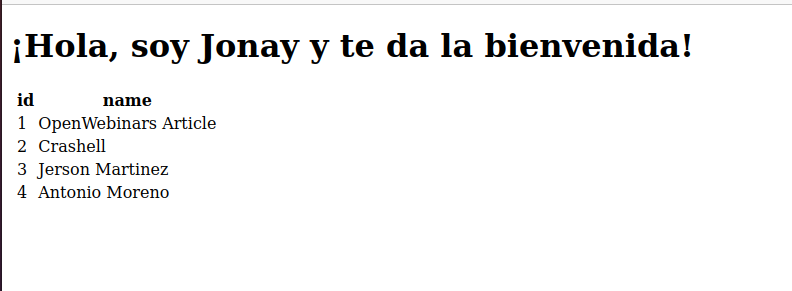 ¡Hola, soy Jonay y te da la bienvenida!
id name
1 OpenWebinars Article
2 Crashell
3 Jerson Martinez
4 Antonio Moreno